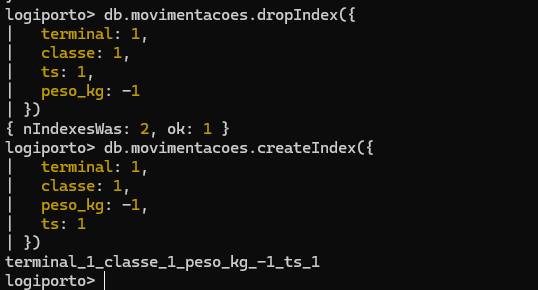 logiporto> db.movimentacoes.dropIndex({
|   terminal: 1,
|   classe: 1,
|   ts: 1,
|   peso_kg: -1
| })
{ nIndexesWas: 2, ok: 1 }
logiporto> db.movimentacoes.createIndex({
|   terminal: 1,
|   classe: 1,
|   peso_kg: -1,
|   ts: 1
| })
terminal_1_classe_1_peso_kg_-1_ts_1
logiporto>